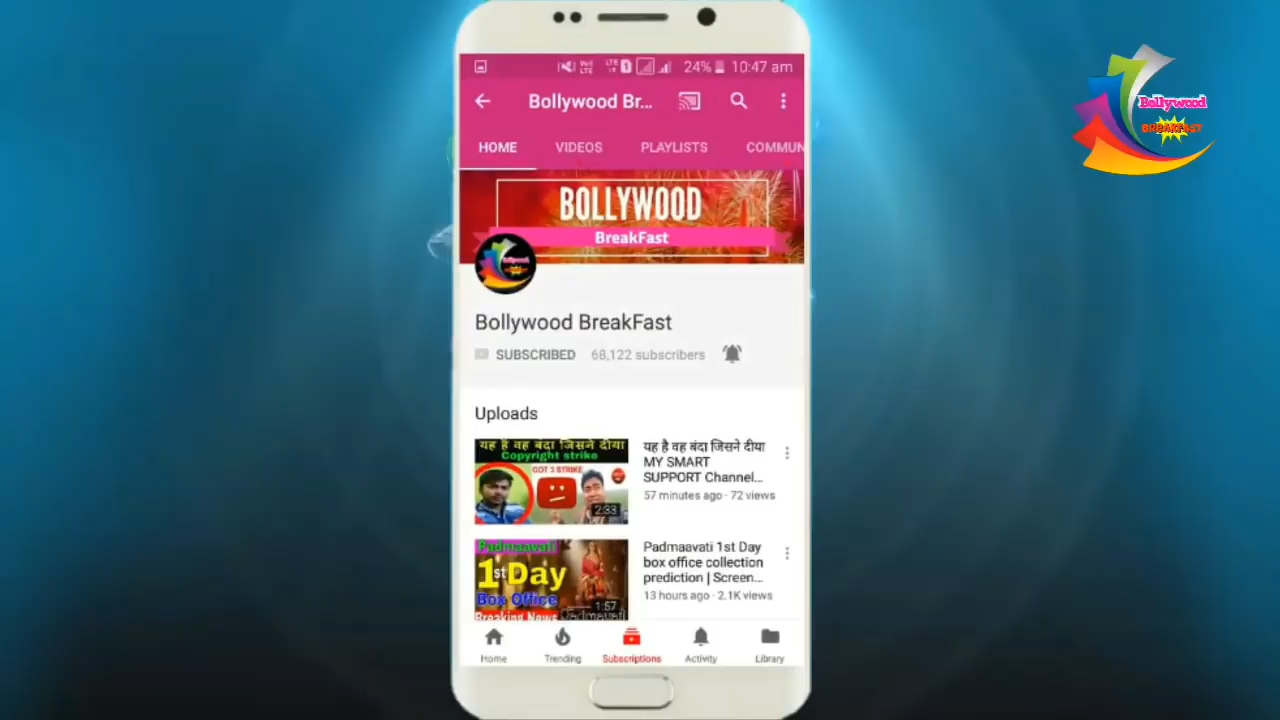 24% 10:47 am
Bollywood Br...
HOME VIDEOS PLAYLISTS COMMUN
BOLLYWOOD
BreakFast
Bollywood
BREAKFAST
Bollywood BreakFast
SUBSCRIBED 68,122 subscribers
Uploads
यह है वह बंदा जिसने दीया
Copyright strike
GOT 3 STRIKE
2:33
यह है वह बंदा जिसने दीया
MY SMART
SUPPORT Channel...
57 minutes ago · 72 views
Padmaavati
1st Day
Box Office
1:57
Breaking News
Padmavati
Padmaavati 1st Day
box office collection
prediction | Screen...
13 hours ago · 2.1K views
Home Trending Subscriptions Activity Library